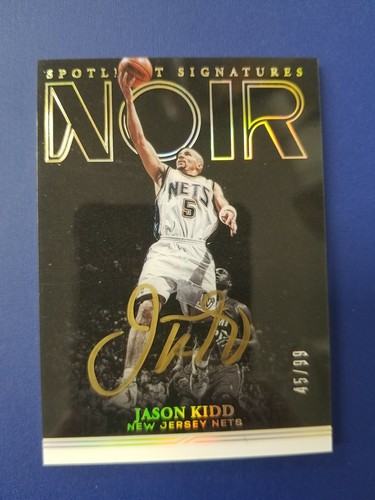 SPOTLIGHT SIGNATURES
NOIR
NETS
5
45/99
JASON KIDD
NEW JERSEY NETS